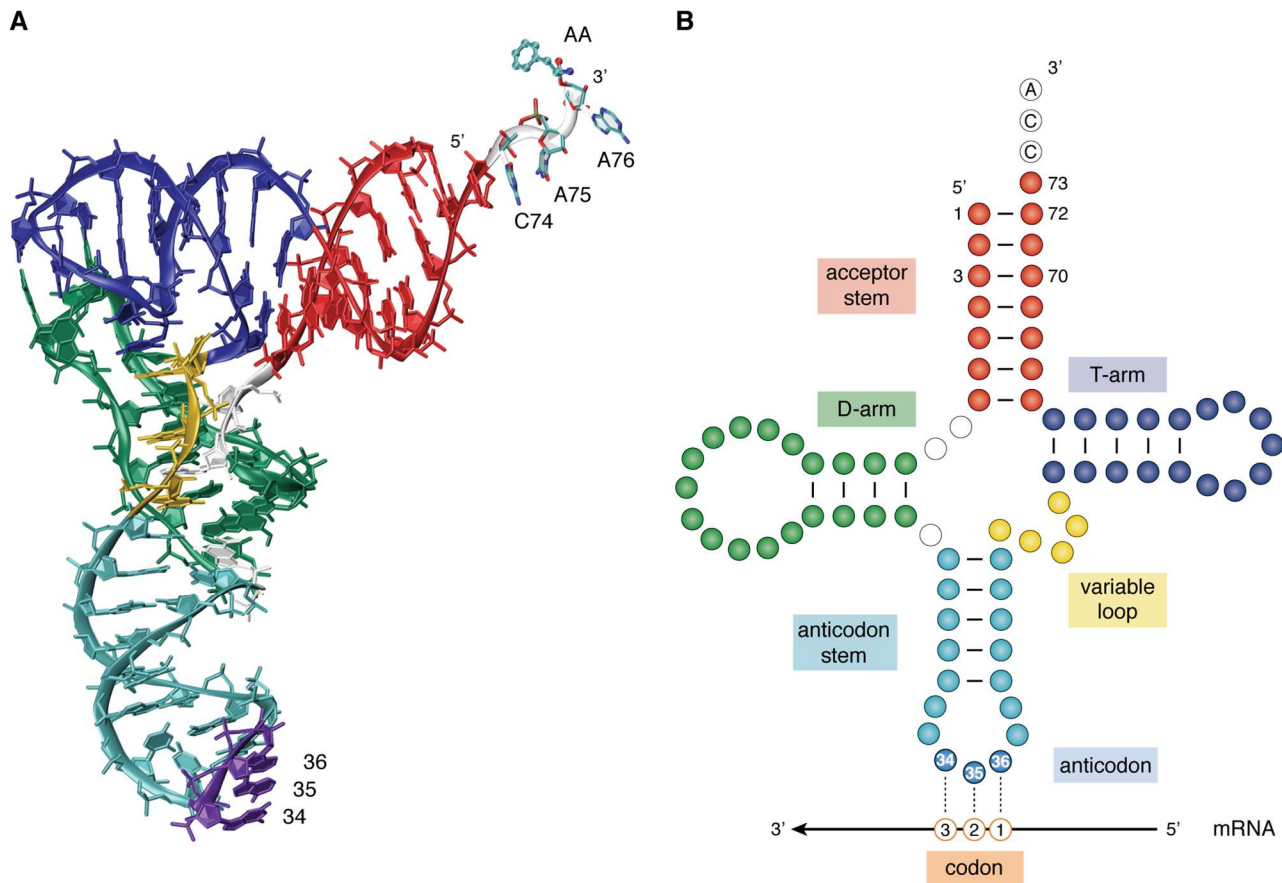 A
AA
3’
5’
A76
A75
C74
36
35
34
B
3’
A
C
C
73
5’
1
72
3
70
acceptor
stem
T-arm
D-arm
variable
loop
anticodon
stem
34
35
36
anticodon
3’
3
2
1
5’
mRNA
codon